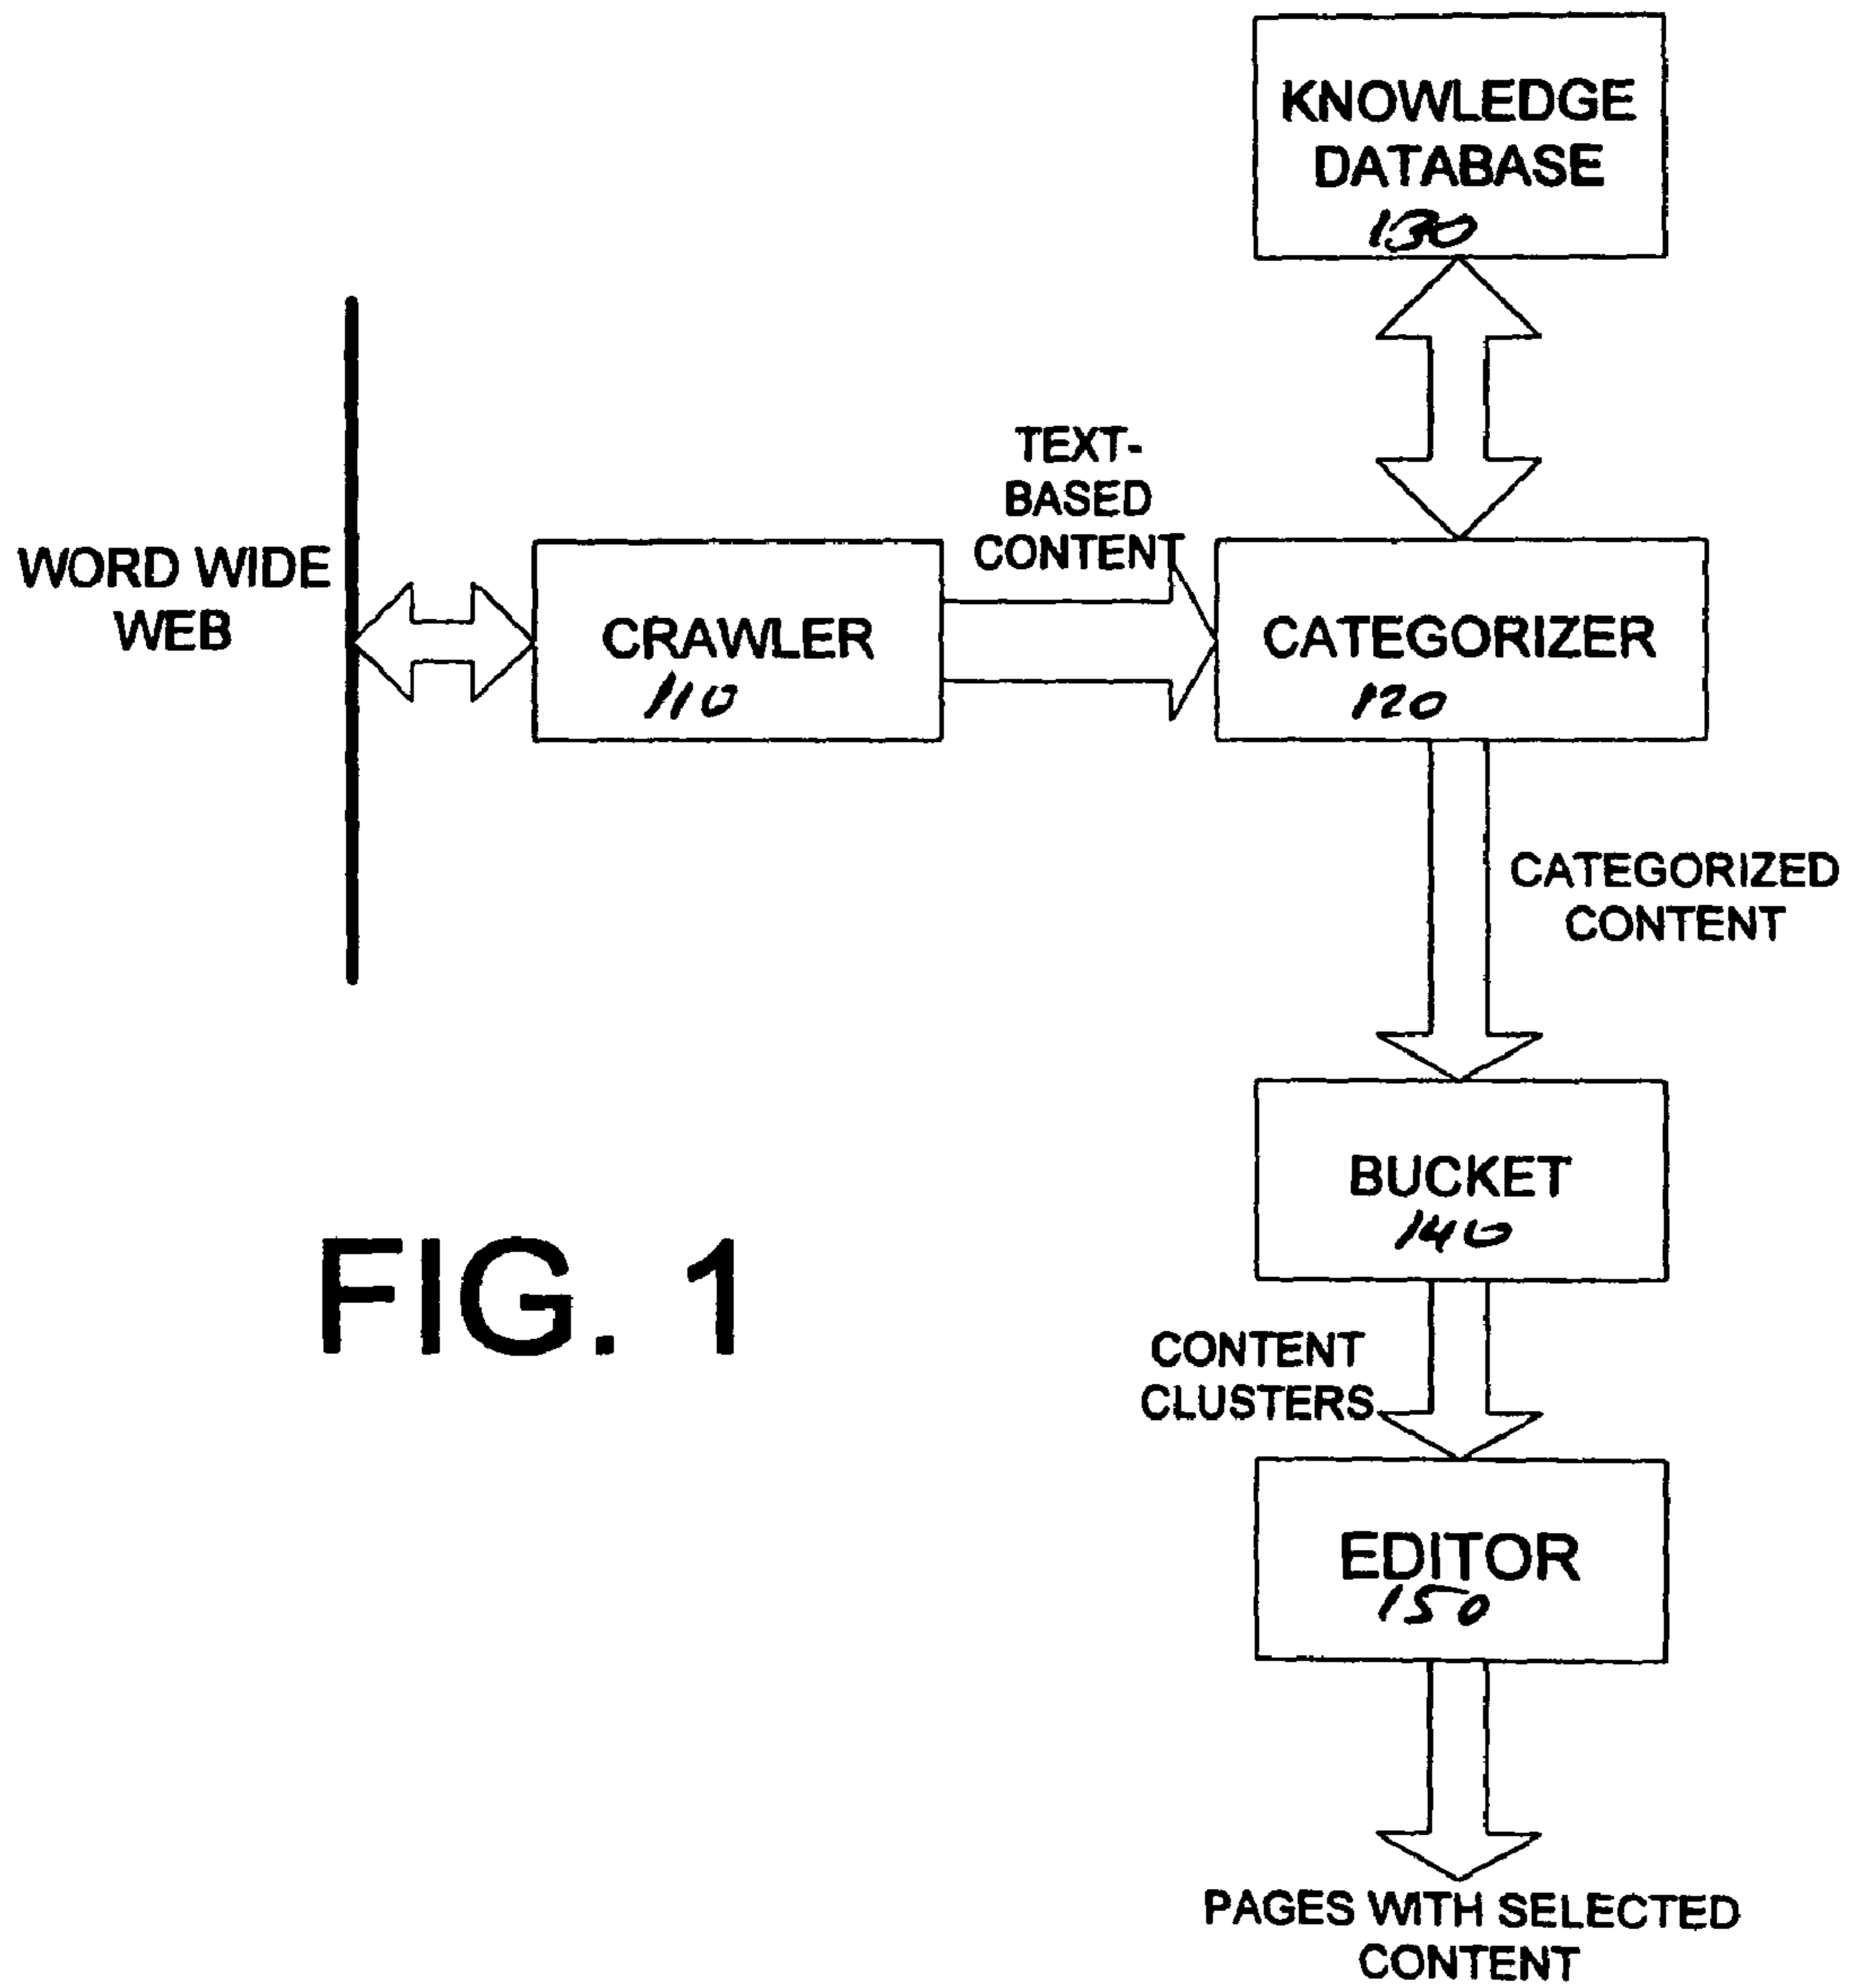 KNOWLEDGE
DATABASE
130
TEXT-
BASED
CONTENT
WORD WIDE
WEB
CRAWLER
110
CATEGORIZER
120
CATEGORIZED
CONTENT
BUCKET
140
FIG. 1
CONTENT
CLUSTERS
EDITOR
150
PAGES WITH SELECTED
CONTENT